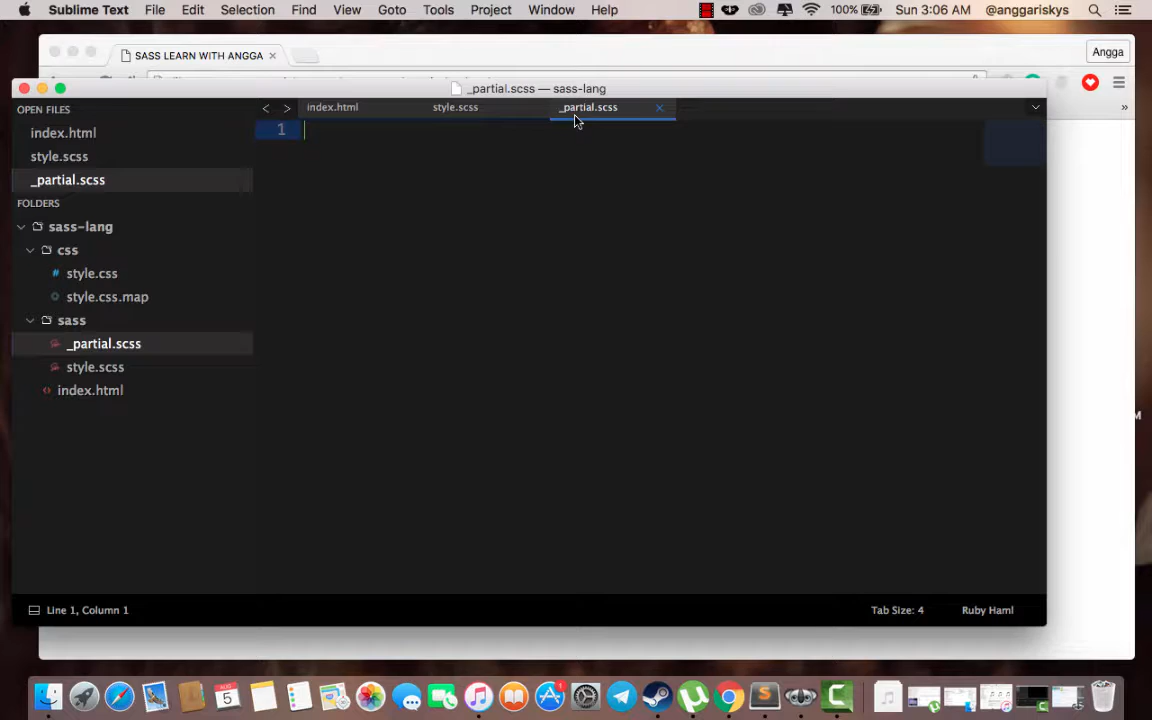 Sublime Text File Edit Selection Find View Goto Tools Project Window Help 100% Sun 3:06 AM @anggariskys
SASS LEARN WITH ANGGA × Angga
_partial.scss — sass-lang
OPEN FILES
index.html
style.scss
_partial.scss
FOLDERS
sass-lang
css
style.css
style.css.map
sass
_partial.scss
style.scss
index.html
< > index.html style.scss _partial.scss ×
1
Line 1, Column 1 Tab Size: 4 Ruby Haml